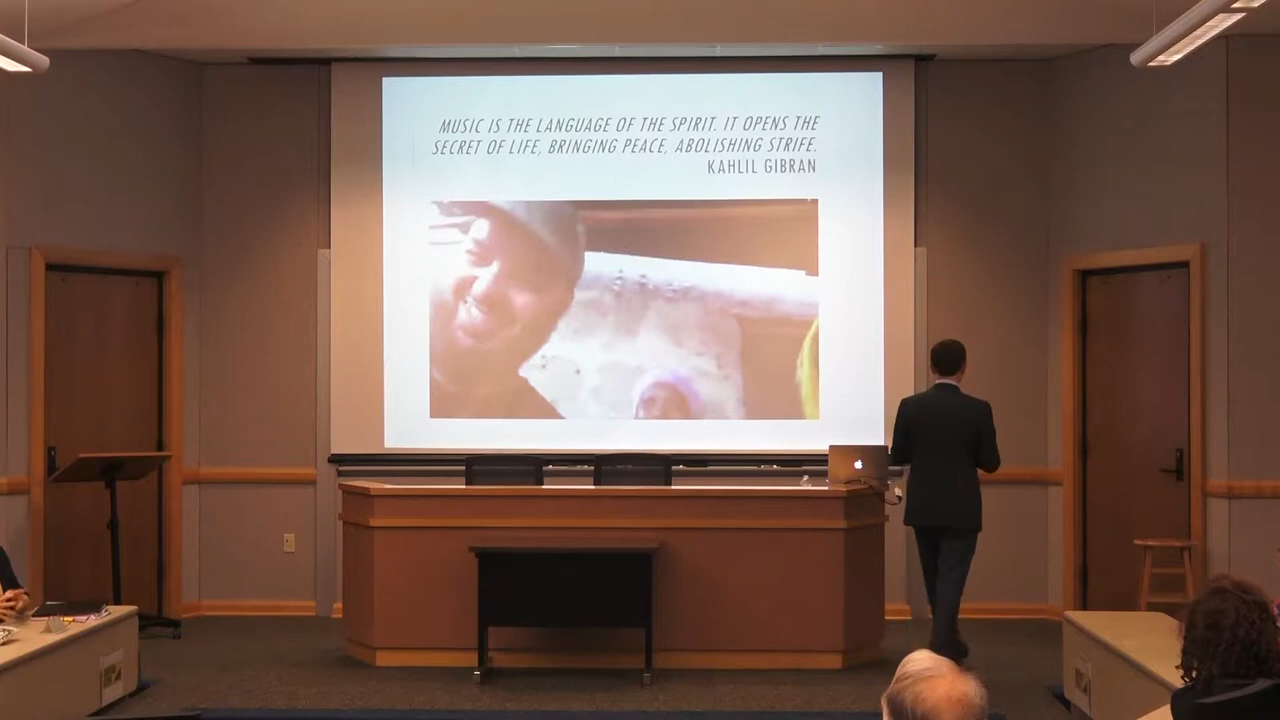 MUSIC IS THE LANGUAGE OF THE SPIRIT. IT OPENS THE
SECRET OF LIFE, BRINGING PEACE, ABOLISHING STRIFE.
KAHLIL GIBRAN